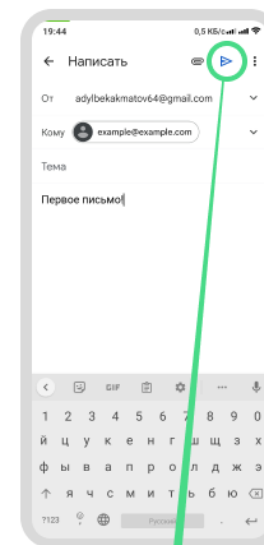 19:44 0,5 КБ/с
Написать
От adylbekakmatov64@gmail.com
Кому example@example.com
Тема
Первое письмо!
GIF
1 2 3 4 5 6 7 8 9 0
й ц у к е н г ш щ з х
ф ы в а п р о л д ж э
я ч с м и т ь б ю
?123 Русский .